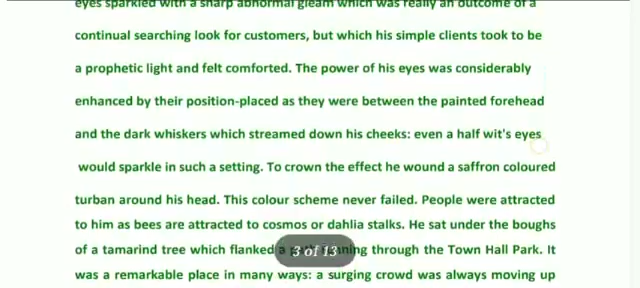 eyes sparkled with a sharp abnormal gleam which was really an outcome of a
continual searching look for customers, but which his simple clients took to be
a prophetic light and felt comforted. The power of his eyes was considerably
enhanced by their position-placed as they were between the painted forehead
and the dark whiskers which streamed down his cheeks: even a half wit's eyes
would sparkle in such a setting. To crown the effect he wound a saffron coloured
turban around his head. This colour scheme never failed. People were attracted
to him as bees are attracted to cosmos or dahlia stalks. He sat under the boughs
of a tamarind tree which flanked a through the Town Hall Park. It
3 of 13
was a remarkable place in many ways: a surging crowd was always moving up